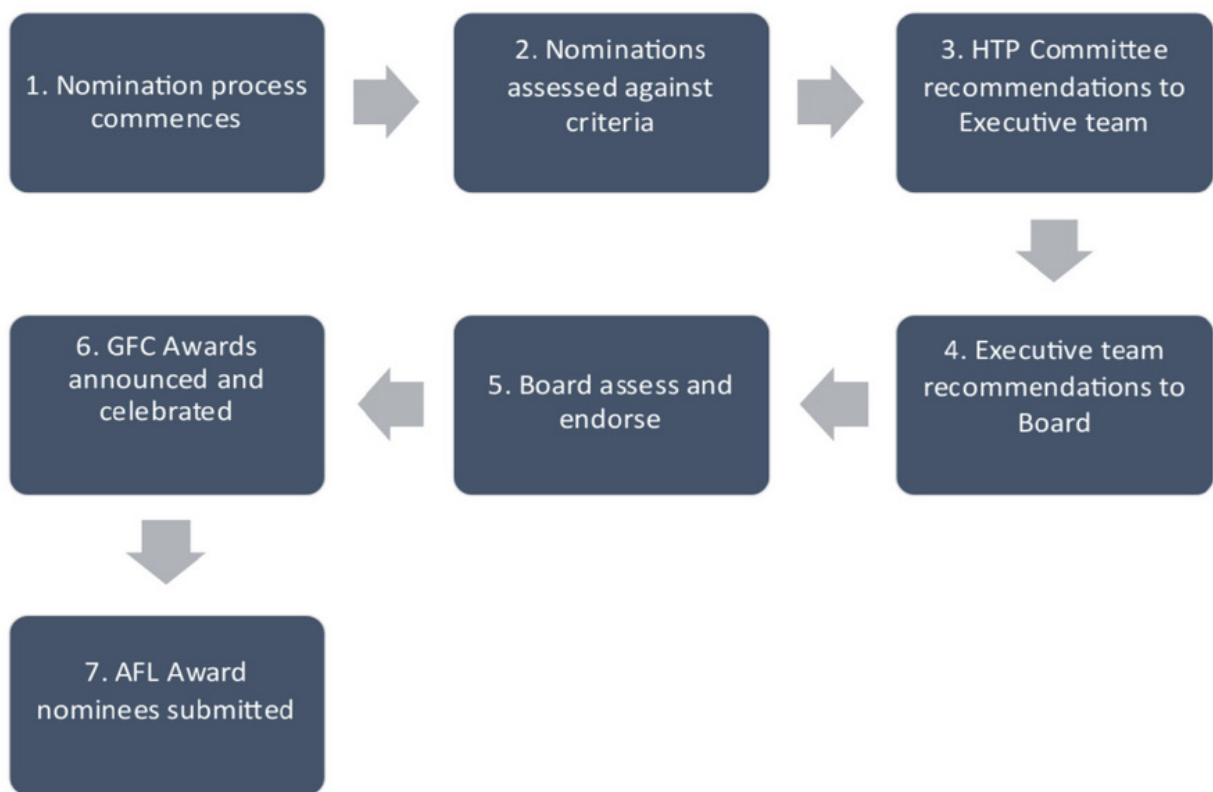 1. Nomination process
commences
2. Nominations
assessed against
criteria
3. HTP Committee
recommendations to
Executive team
4. Executive team
recommendations to
Board
5. Board assess and
endorse
6. GFC Awards
announced and
celebrated
7. AFL Award
nominees submitted